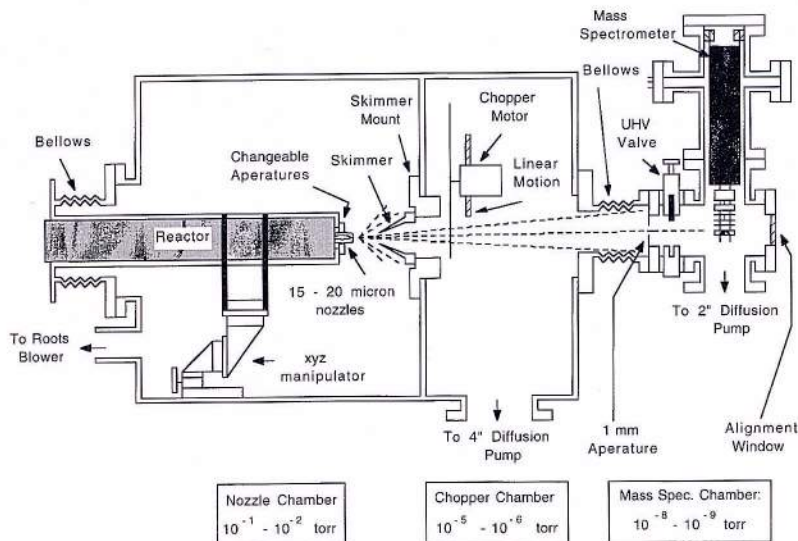 Mass
Spectrometer
Bellows
UHV
Valve
Skimmer
Mount
Chopper
Motor
Bellows
Changeable
Aperatures
Skimmer
Linear
Motion
Reactor
15 - 20 micron
nozzles
To Roots
Blower
xyz
manipulator
To 2" Diffusion
Pump
To 4" Diffusion
Pump
1 mm
Aperature
Alignment
Window
Nozzle Chamber
10⁻¹ - 10⁻² torr
Chopper Chamber
10⁻⁵ - 10⁻⁶ torr
Mass Spec. Chamber:
10⁻⁸ - 10⁻⁹ torr